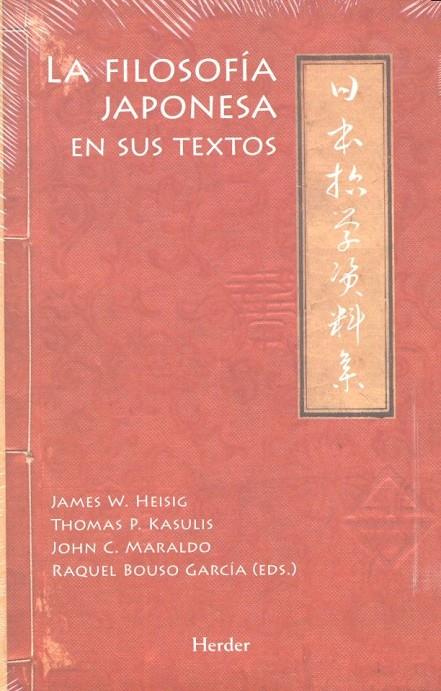 La filosofía
japonesa
en sus textos
日本哲学资料集
James W. Heisig
Thomas P. Kasulis
John C. Maraldo
Raquel Bouso García (eds.)
Herder